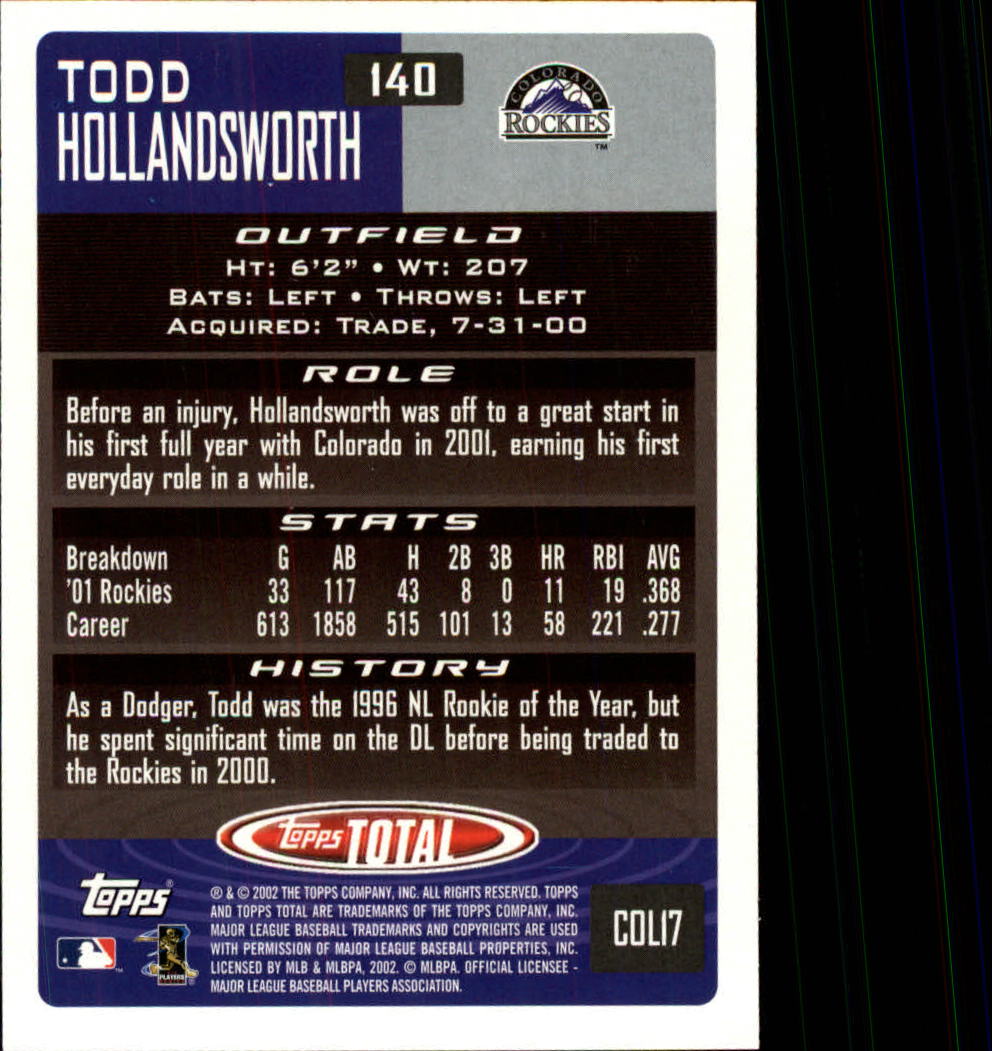 TODD
HOLLANDSWORTH
140
COLORADO
ROCKIES
TM
OUTFIELD
HT: 6'2" • WT: 207
BATS: LEFT • THROWS: LEFT
ACQUIRED: TRADE, 7-31-00
ROLE
Before an injury, Hollandsworth was off to a great start in
his first full year with Colorado in 2001, earning his first
everyday role in a while.
STATS
Breakdown G AB H 2B 3B HR RBI AVG
'01 Rockies 33 117 43 8 0 11 19 .368
Career 613 1858 515 101 13 58 221 .277
HISTORY
As a Dodger, Todd was the 1996 NL Rookie of the Year, but
he spent significant time on the DL before being traded to
the Rockies in 2000.
topps TOTAL
topps®
® & © 2002 THE TOPPS COMPANY, INC. ALL RIGHTS RESERVED. TOPPS
AND TOPPS TOTAL ARE TRADEMARKS OF THE TOPPS COMPANY, INC.
MAJOR LEAGUE BASEBALL TRADEMARKS AND COPYRIGHTS ARE USED
WITH PERMISSION OF MAJOR LEAGUE BASEBALL PROPERTIES, INC.
LICENSED BY MLB & MLBPA, 2002. © MLBPA. OFFICIAL LICENSEE -
MAJOR LEAGUE BASEBALL PLAYERS ASSOCIATION.
COL17
TM
PLAYERS
®